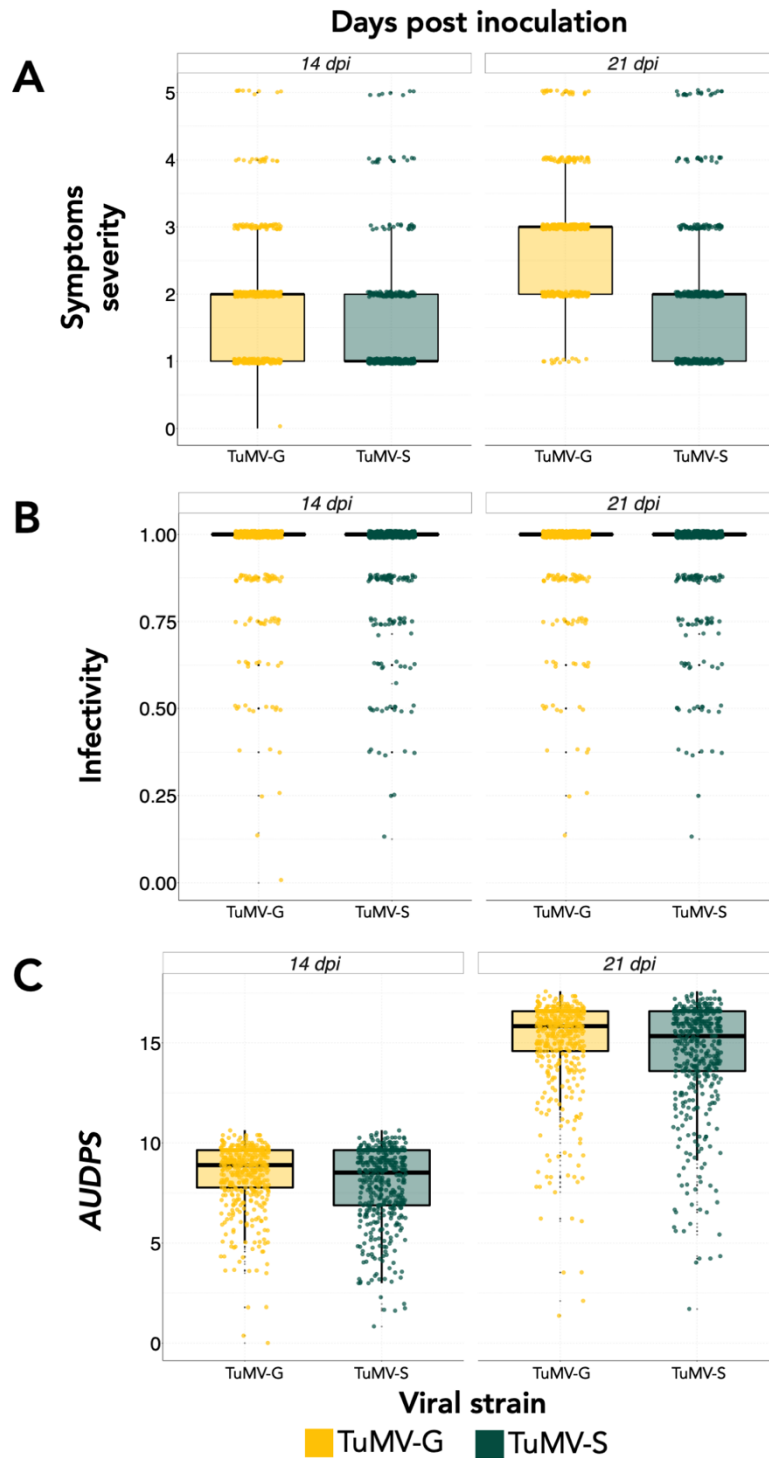 Days post inoculation
A
14 dpi
21 dpi
Symptoms
severity
5
4
3
2
1
0
TuMV-G
TuMV-S
TuMV-G
TuMV-S
B
14 dpi
21 dpi
Infectivity
1.00
0.75
0.50
0.25
0.00
TuMV-G
TuMV-S
TuMV-G
TuMV-S
C
14 dpi
21 dpi
AUDPS
15
10
5
0
TuMV-G
TuMV-S
TuMV-G
TuMV-S
Viral strain
TuMV-G
TuMV-S